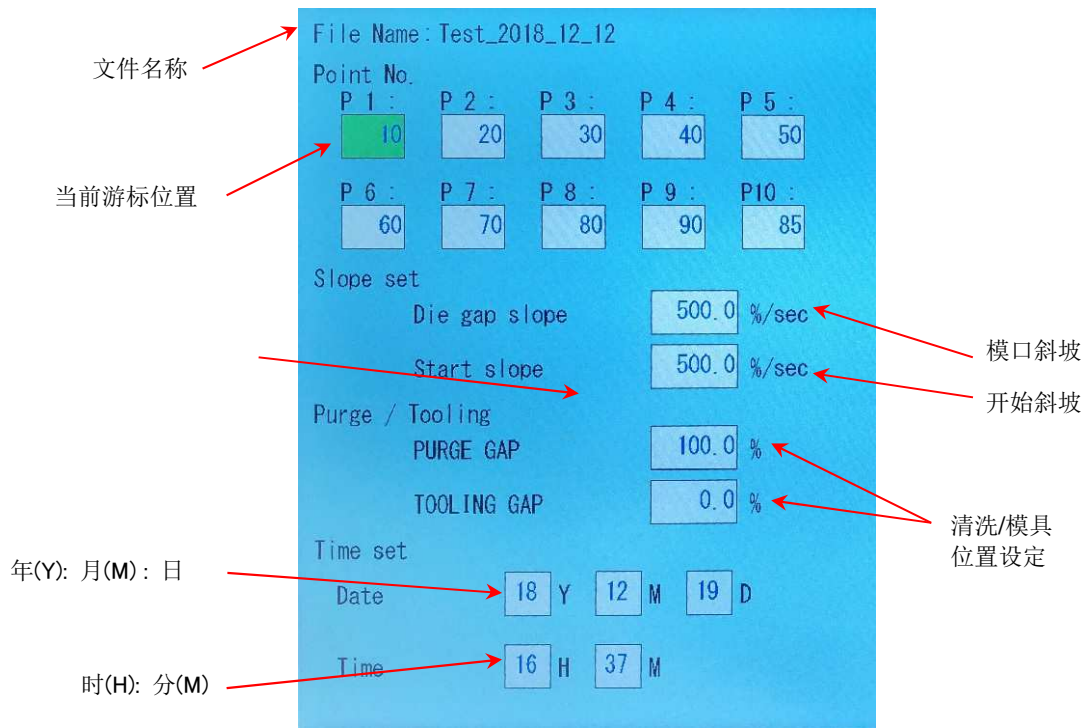 File Name:Test_2018_12_12
文件名称
Point No.
P 1 : P 2 : P 3 : P 4 : P 5 :
10 20 30 40 50
当前游标位置
P 6 : P 7 : P 8 : P 9 : P10 :
60 70 80 90 85
Slope set
Die gap slope 500.0 %/sec
模口斜坡
Start slope 500.0 %/sec
开始斜坡
Purge / Tooling
PURGE GAP 100.0 %
TOOLING GAP 0.0 %
清洗/模具
位置设定
Time set
年(Y): 月(M) : 日
Date 18 Y 12 M 19 D
Time 16 H 37 M
时(H): 分(M)